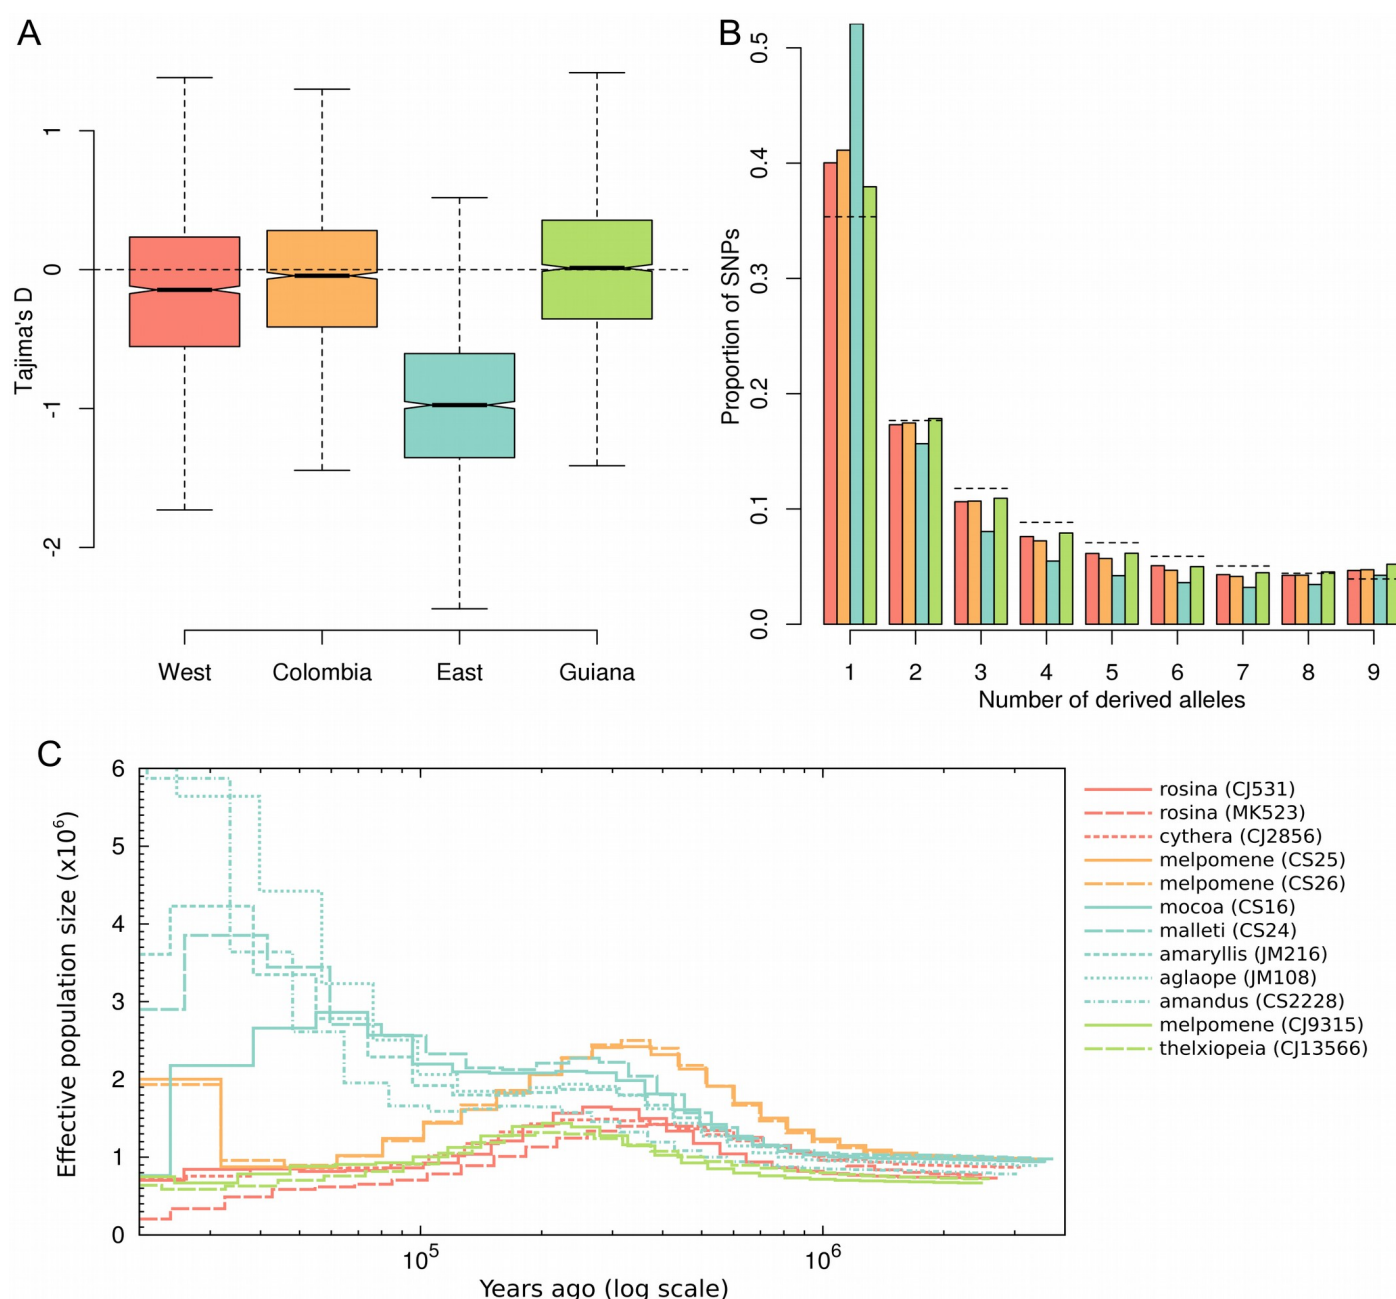 A
Tajima's D
1
0
-1
-2
West Colombia East Guiana
B
Proportion of SNPs
0.5
0.4
0.3
0.2
0.1
0.0
1 2 3 4 5 6 7 8 9
Number of derived alleles
C
Effective population size (x10⁶)
6
5
4
3
2
1
0
10⁵ 10⁶
Years ago (log scale)
rosina (CJ531)
rosina (MK523)
cythera (CJ2856)
melpomene (CS25)
melpomene (CS26)
mocoa (CS16)
malleti (CS24)
amaryllis (JM216)
aglaope (JM108)
amandus (CS2228)
melpomene (CJ9315)
thelxiopeia (CJ13566)